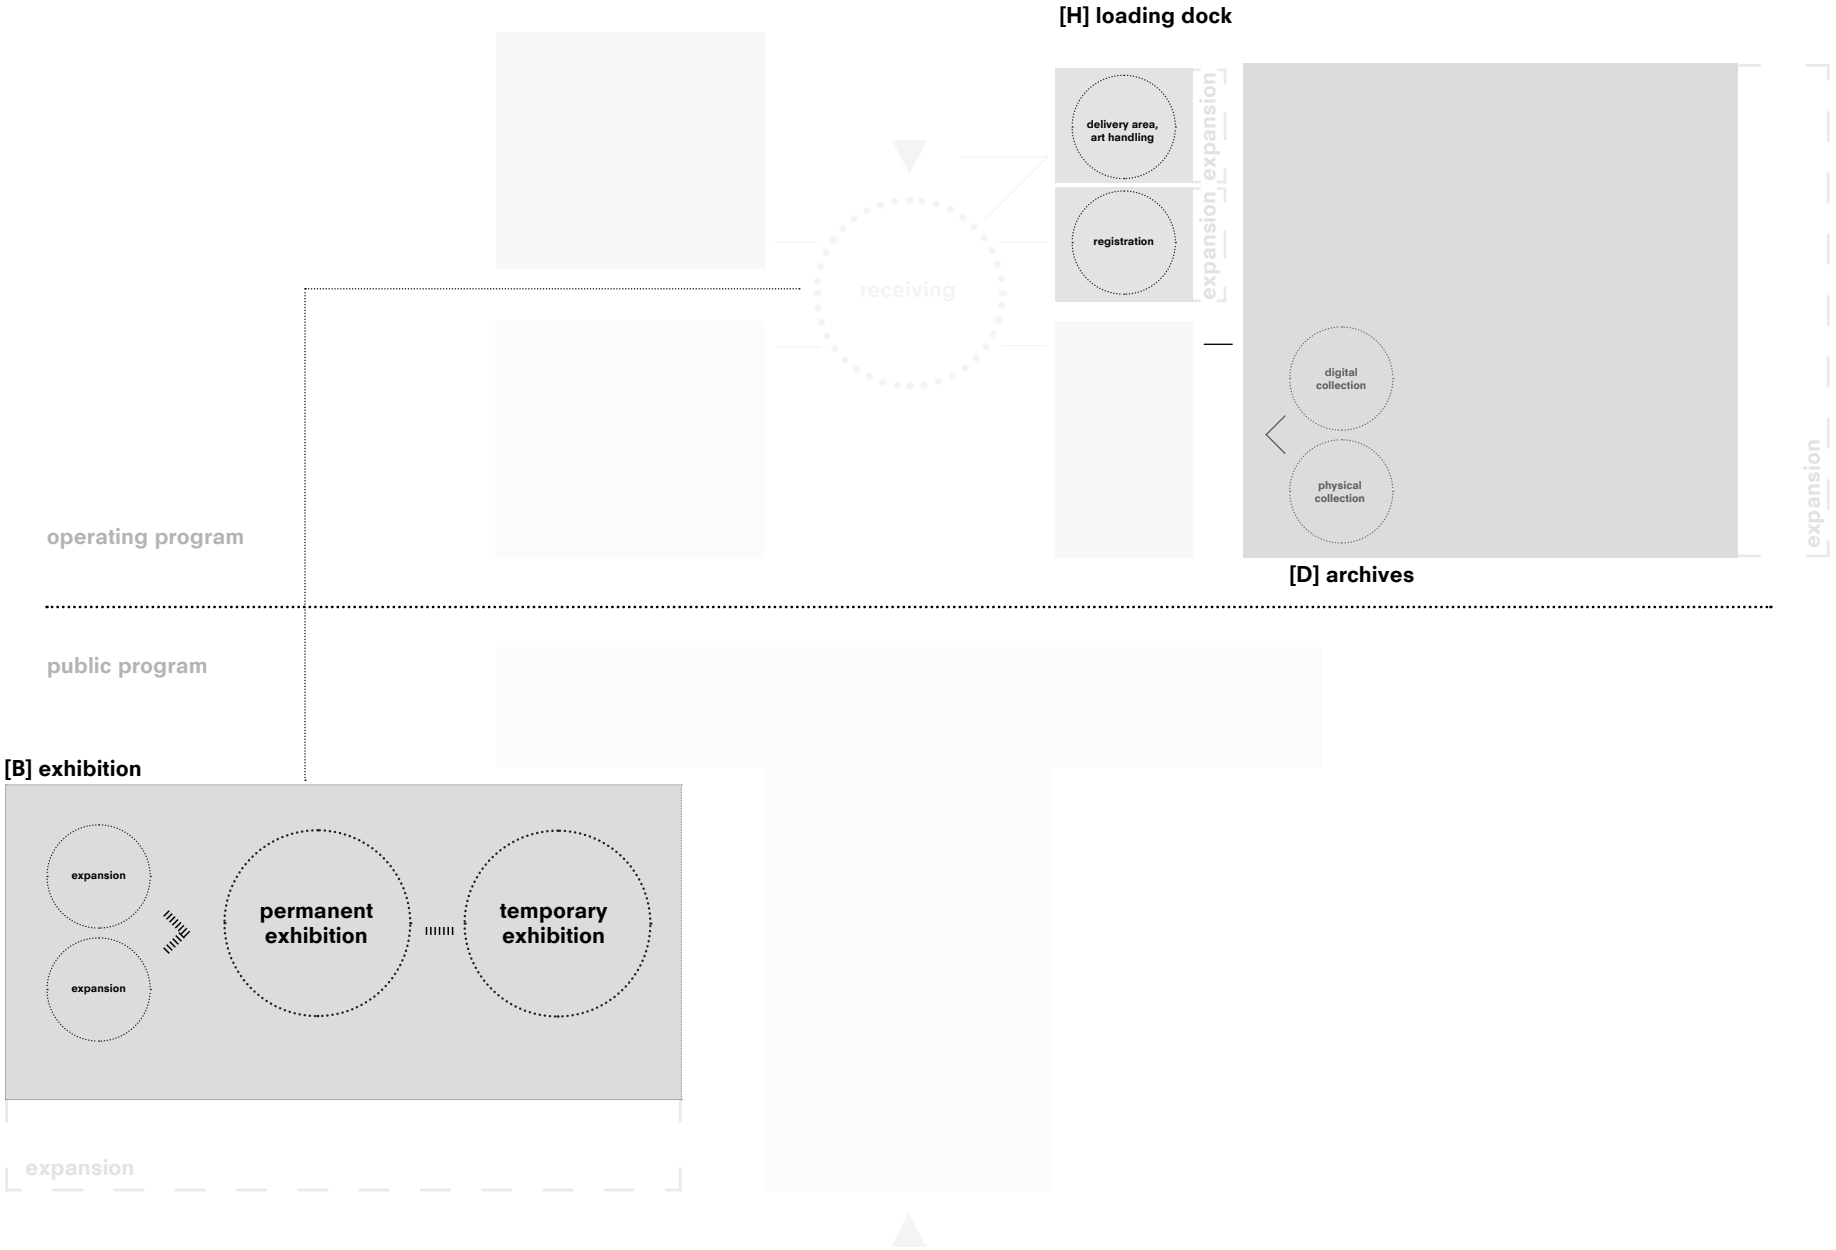 [H] loading dock
delivery area,
art handling
expansion
registration
expansion
receiving
digital
collection
physical
collection
expansion
operating program
[D] archives
public program
[B] exhibition
expansion
expansion
permanent
exhibition
temporary
exhibition
expansion